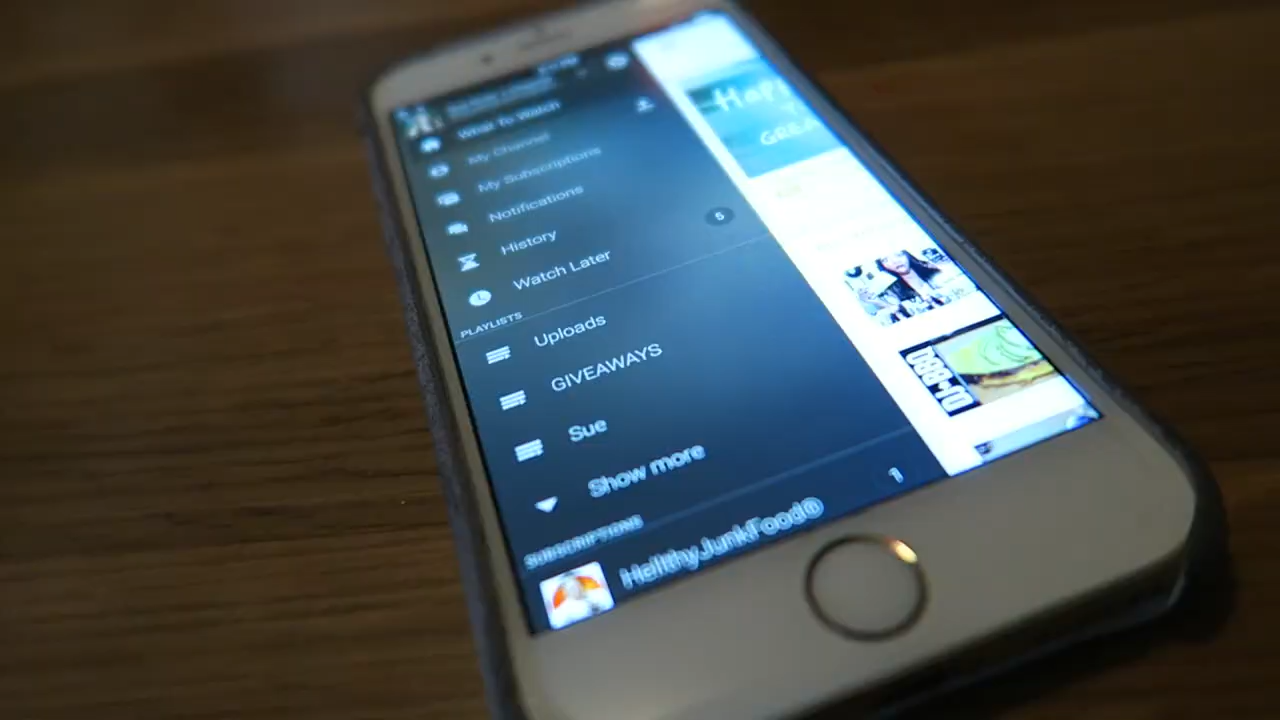 What To Watch
My Channel
My Subscriptions
Notifications
History
5
Watch Later
PLAYLISTS
Uploads
GIVEAWAYS
Sue
Show more
SUBSCRIPTIONS
HellthyJunkFood®
1
GREA